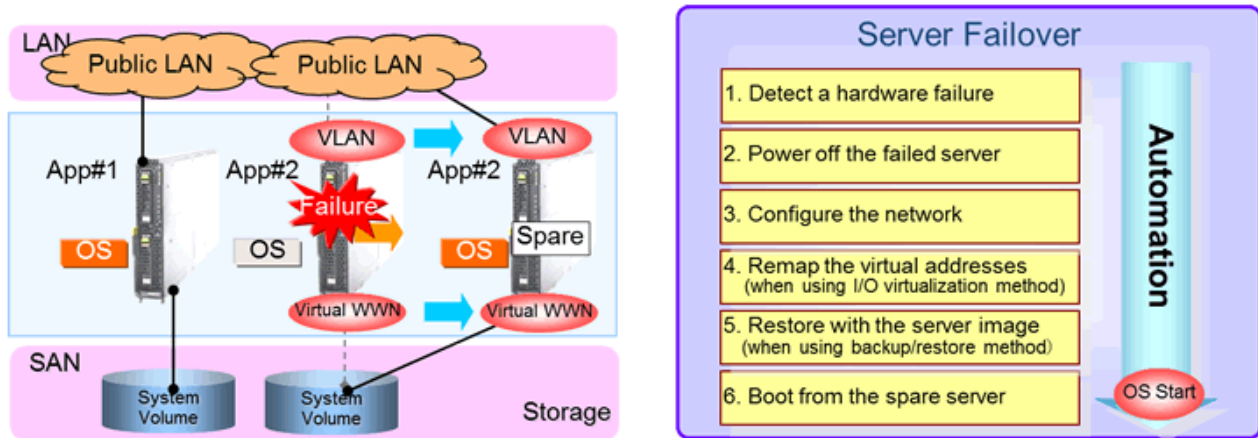 LAN
Public LAN
Public LAN
VLAN
VLAN
App#1
App#2
App#2
Failure
OS
OS
OS
Spare
Virtual WWN
Virtual WWN
SAN
System
Volume
System
Volume
Storage
Server Failover
1. Detect a hardware failure
2. Power off the failed server
3. Configure the network
4. Remap the virtual addresses
(when using I/O virtualization method)
5. Restore with the server image
(when using backup/restore method)
6. Boot from the spare server
Automation
OS Start